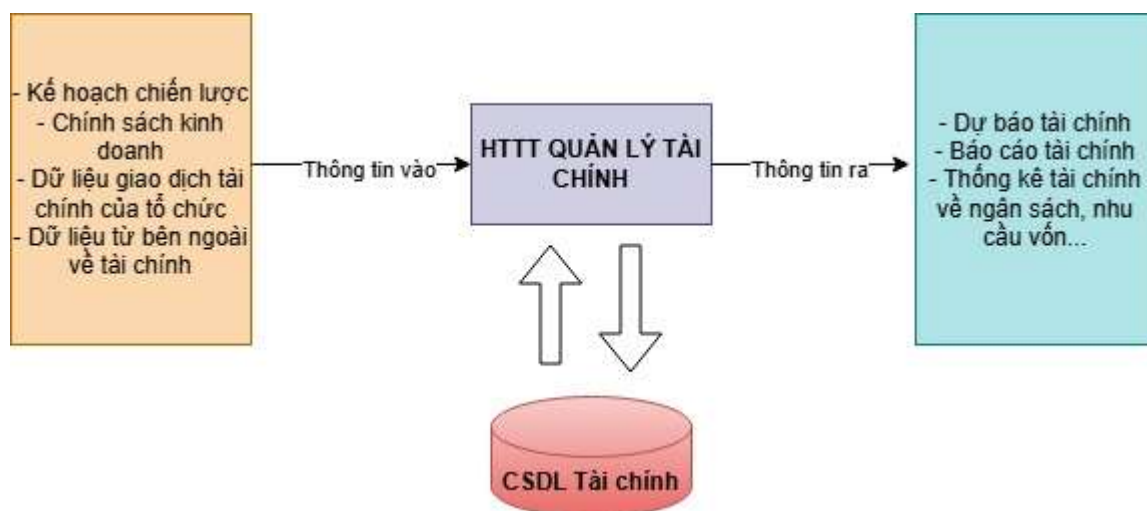 - Kế hoạch chiến lược
- Chính sách kinh
doanh
- Dữ liệu giao dịch tài
chính của tổ chức
- Dữ liệu từ bên ngoài
về tài chính
Thông tin vào
HTTT QUẢN LÝ TÀI
CHÍNH
Thông tin ra
- Dự báo tài chính
- Báo cáo tài chính
- Thống kê tài chính
về ngân sách, nhu
cầu vốn...
CSDL Tài chính